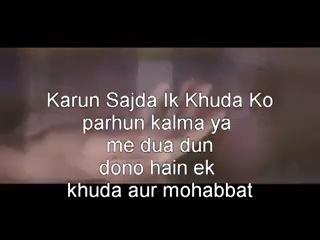 Karun Sajda Ik Khuda Ko
parhun kalma ya
me dua dun
dono hain ek
khuda aur mohabbat